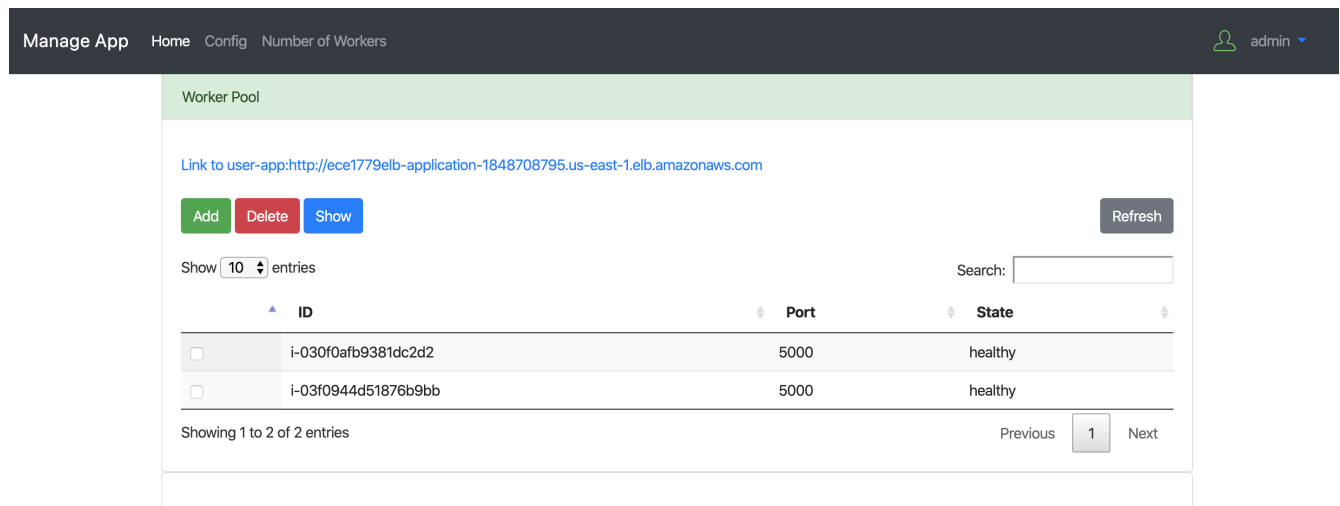 Manage App Home Config Number of Workers admin
Worker Pool
Link to user-app:http://ece1779elb-application-1848708795.us-east-1.elb.amazonaws.com
Add Delete Show Refresh
Show 10 entries Search:
ID Port State
i-030f0afb9381dc2d2 5000 healthy
i-03f0944d51876b9bb 5000 healthy
Showing 1 to 2 of 2 entries Previous 1 Next